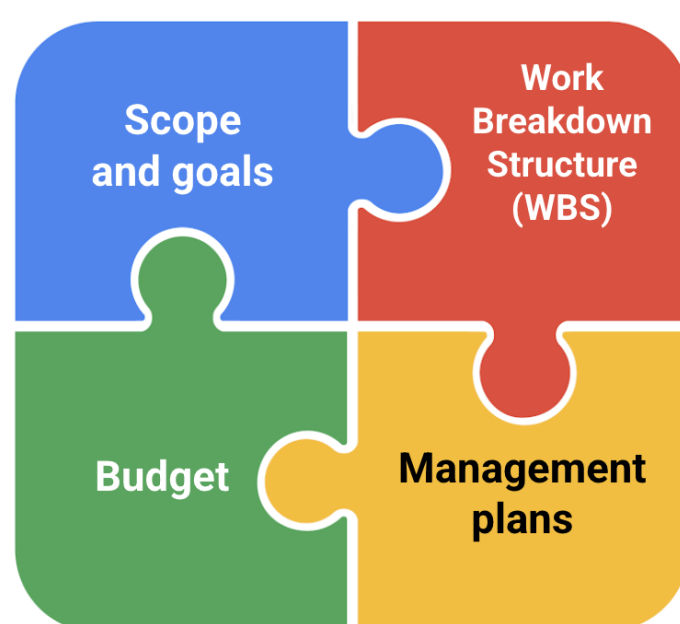 Scope
and goals
Work
Breakdown
Structure
(WBS)
Budget
Management
plans